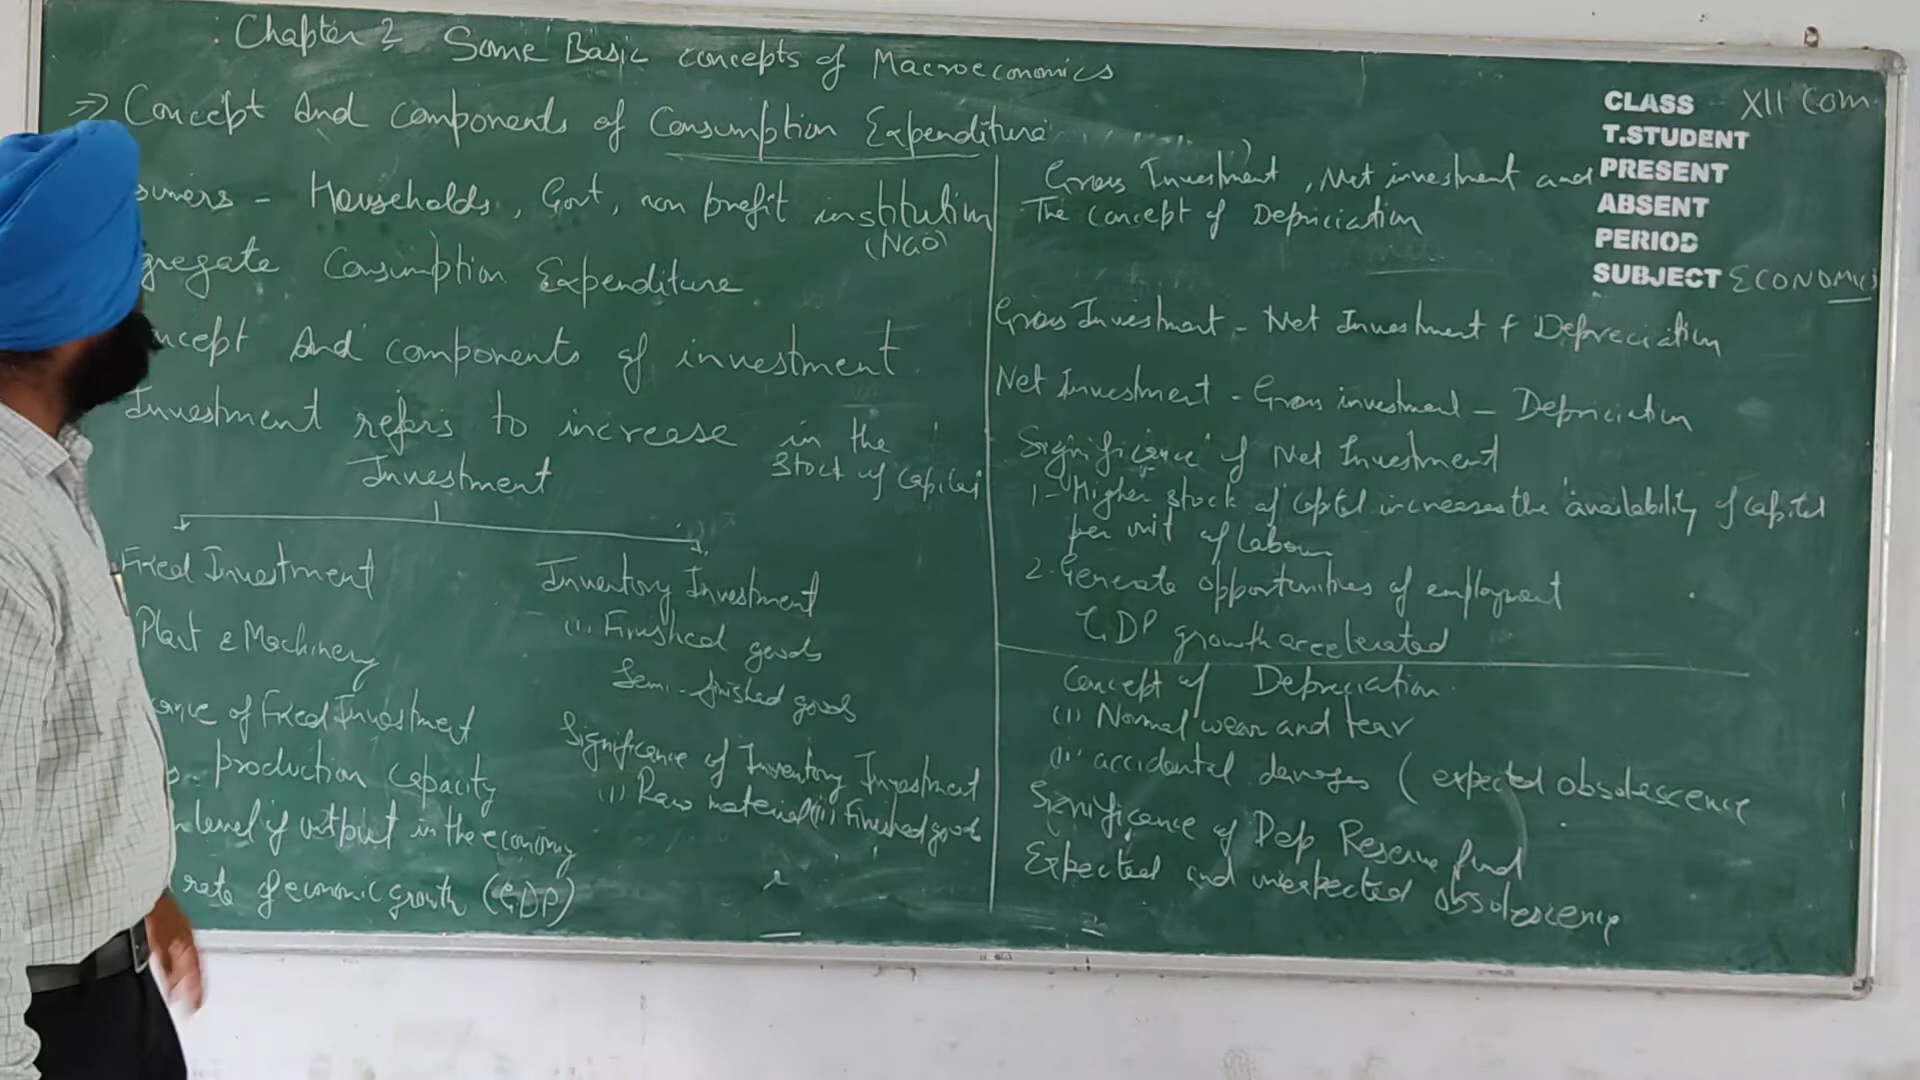 Chapter 2 Some Basic concepts of Macroeconomics
=> Concept And components of Consumption Expenditure
sumers - Households, Govt, non profit institution
(NGO)
gregate Consumption Expenditure
ncept And components of investment
Investment refers to increase in the
stock of capital
Investment
Fixed Investment
Plant & Machinery
cance of Fixed Investment
production capacity
level of output in the economy
rate of economic growth (GDP)
Inventory Investment
(i) Finished goods
Semi-finished goods
Significance of Inventory Investment
(i) Raw material (ii) Finished goods
Gross Investment, Net investment and
The concept of Depriciation
Gross Investment - Net Investment + Depreciation
Net Investment - Gross investment - Depriciation
Significance of Net Investment
1- Higher stock of captel increases the availability of capitel
per unit of labour
2- Generate opportunities of employment
GDP growth accelerated
Concept of Depreciation
(i) Normal wear and tear
(ii) accidental damages (expected obsolescence
Significance of Dep Reserve fund
Expected and unexpected obsolescence
CLASS - XII Com.
T.STUDENT
PRESENT
ABSENT
PERIOD
SUBJECT ECONOMICS